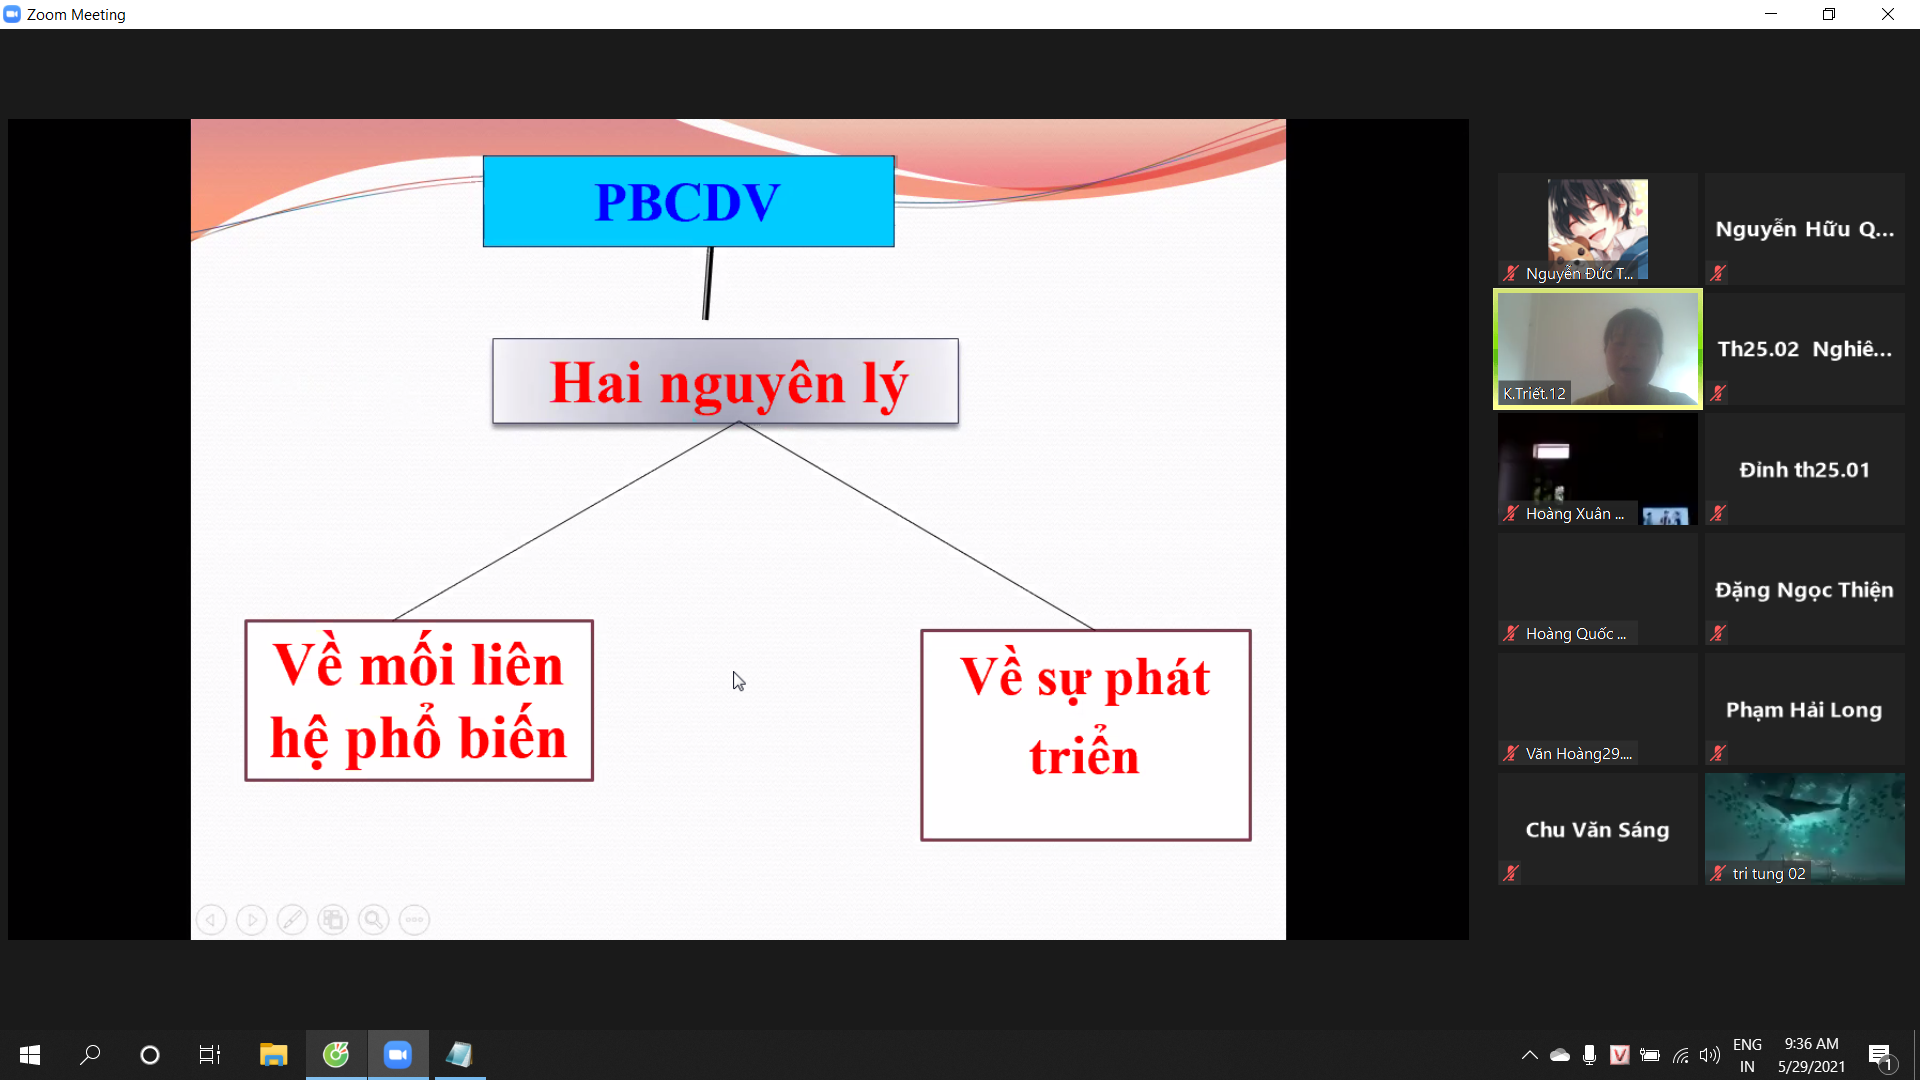 Zoom Meeting
PBCDV
Hai nguyên lý
Về mối liên
hệ phổ biến
Về sự phát
triển
Nguyễn Đức T...
Nguyễn Hữu Q...
K.Triết.12
Th25.02 Nghiê...
Hoàng Xuân ...
Đỉnh th25.01
Hoàng Quốc ...
Đặng Ngọc Thiện
Văn Hoàng29....
Phạm Hải Long
Chu Văn Sáng
tri tung 02
ENG
IN
9:36 AM
5/29/2021
1